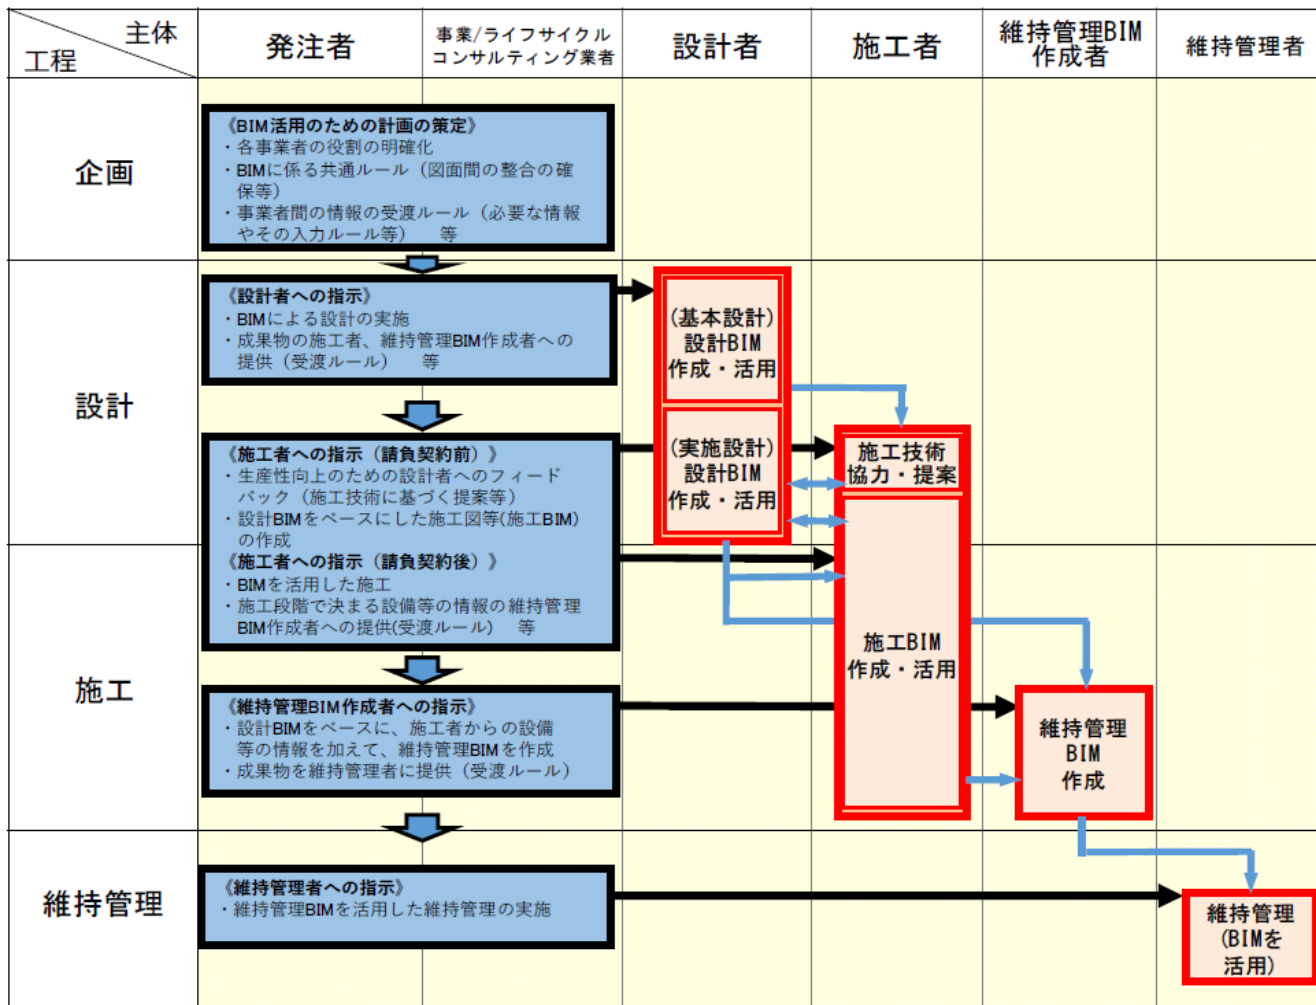 主体
工程
発注者
事業/ライフサイクル
コンサルティング業者
設計者
施工者
維持管理BIM
作成者
維持管理者
企画
《BIM活用のための計画の策定》
・各事業者の役割の明確化
・BIMに係る共通ルール（図面間の整合の確
保等）
・事業者間の情報の受渡ルール（必要な情報
やその入力ルール等）　等
設計
《設計者への指示》
・BIMによる設計の実施
・成果物の施工者、維持管理BIM作成者への
提供（受渡ルール）　等
(基本設計)
設計BIM
作成・活用
《施工者への指示（請負契約前）》
・生産性向上のための設計者へのフィード
バック（施工技術に基づく提案等）
・設計BIMをベースにした施工図等(施工BIM)
の作成
(実施設計)
設計BIM
作成・活用
施工技術
協力・提案
施工
《施工者への指示（請負契約後）》
・BIMを活用した施工
・施工段階で決まる設備等の情報の維持管理
BIM作成者への提供(受渡ルール)　等
施工BIM
作成・活用
《維持管理BIM作成者への指示》
・設計BIMをベースに、施工者からの設備
等の情報を加えて、維持管理BIMを作成
・成果物を維持管理者に提供（受渡ルール）
維持管理
BIM
作成
維持管理
《維持管理者への指示》
・維持管理BIMを活用した維持管理の実施
維持管理
(BIMを
活用)